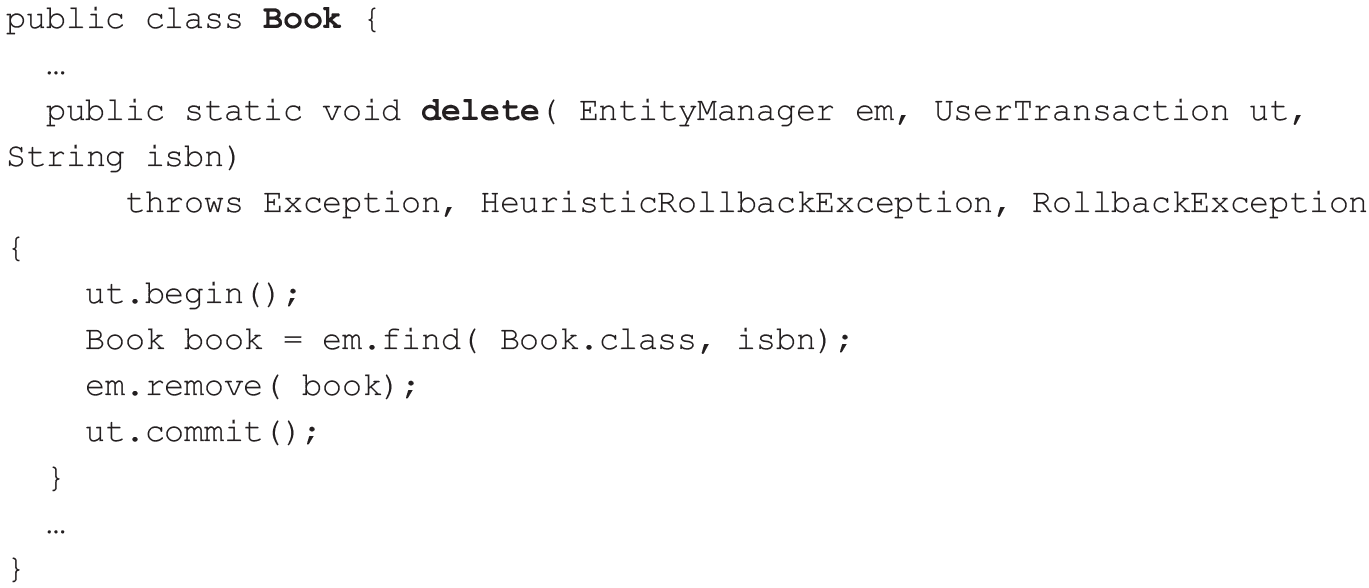 public class Book {
…
public static void delete( EntityManager em, UserTransaction ut,
String isbn)
throws Exception, HeuristicRollbackException, RollbackException
{
ut.begin();
Book book = em.find( Book.class, isbn);
em.remove( book);
ut.commit();
}
…
}